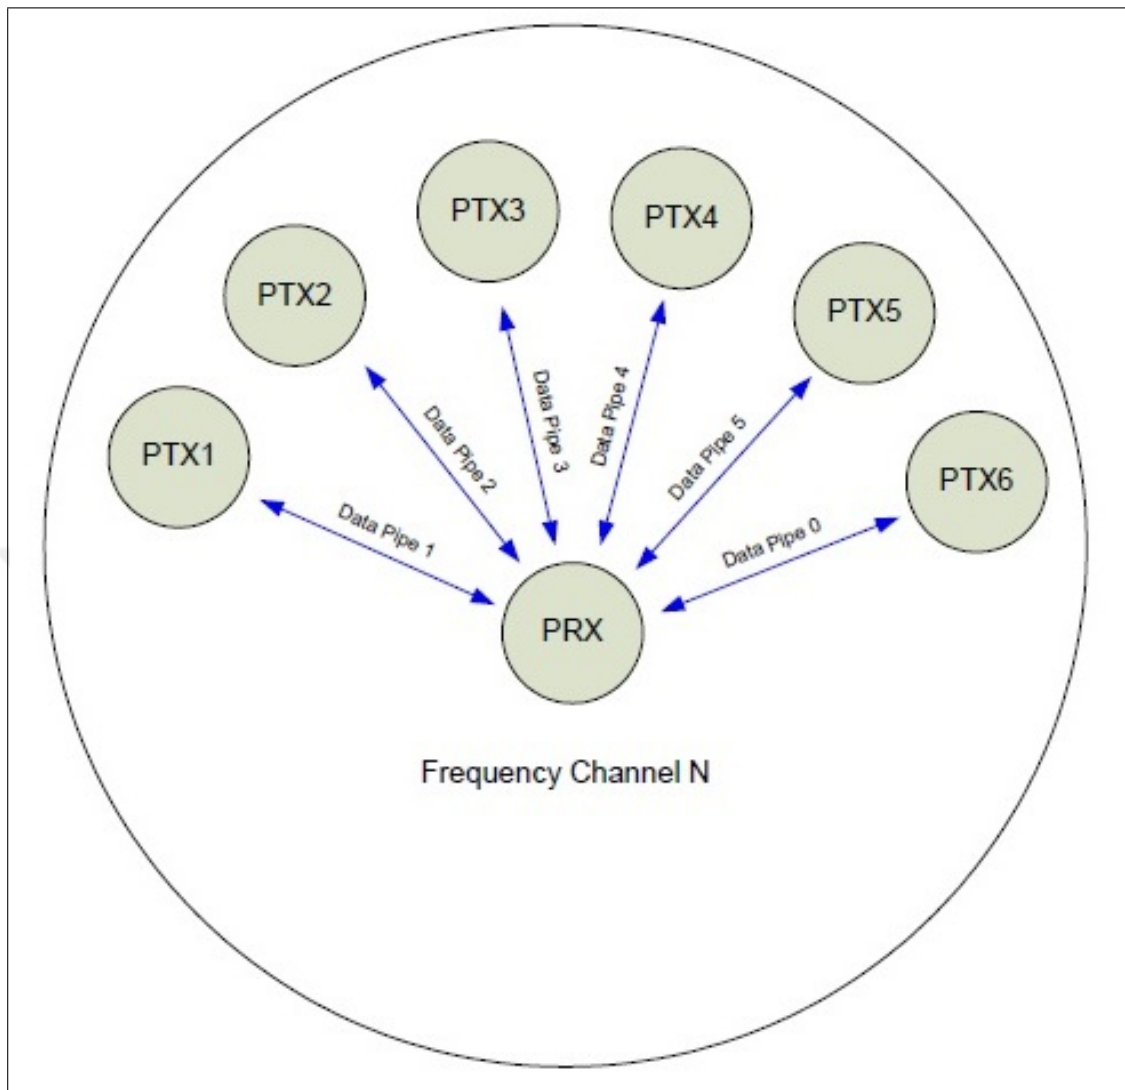 PTX3
PTX4
PTX2
PTX5
PTX1
PTX6
Data Pipe 1
Data Pipe 2
Data Pipe 3
Data Pipe 4
Data Pipe 5
Data Pipe 0
PRX
Frequency Channel N